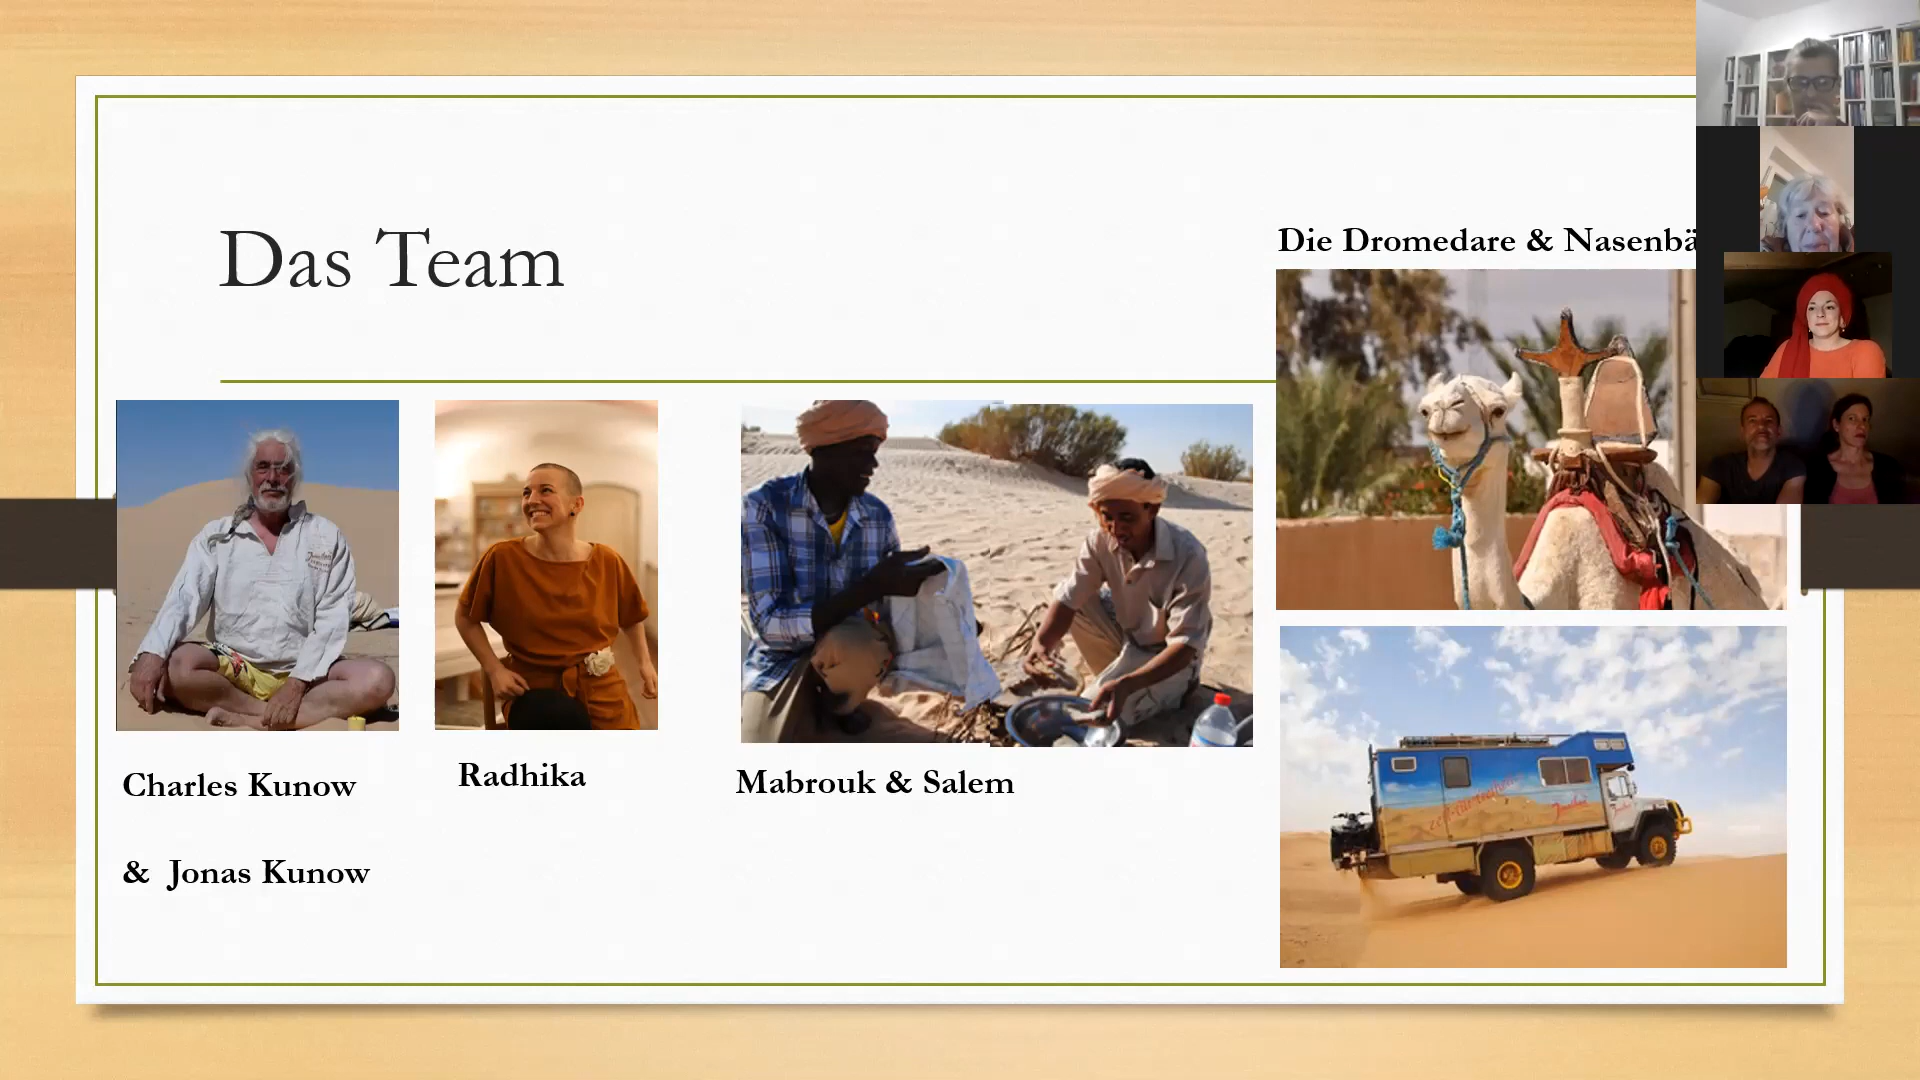 Das Team
Die Dromedare & Nasenbä
Charles Kunow
& Jonas Kunow
Radhika
Mabrouk & Salem